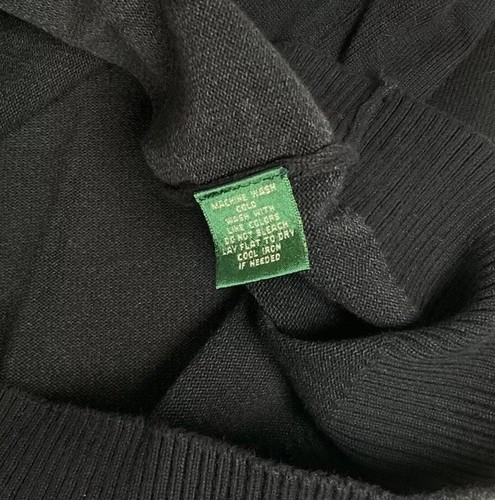 MACHINE WASH
COLD
WASH WITH
LIKE COLORS
DO NOT BLEACH
LAY FLAT TO DRY
COOL IRON
IF NEEDED